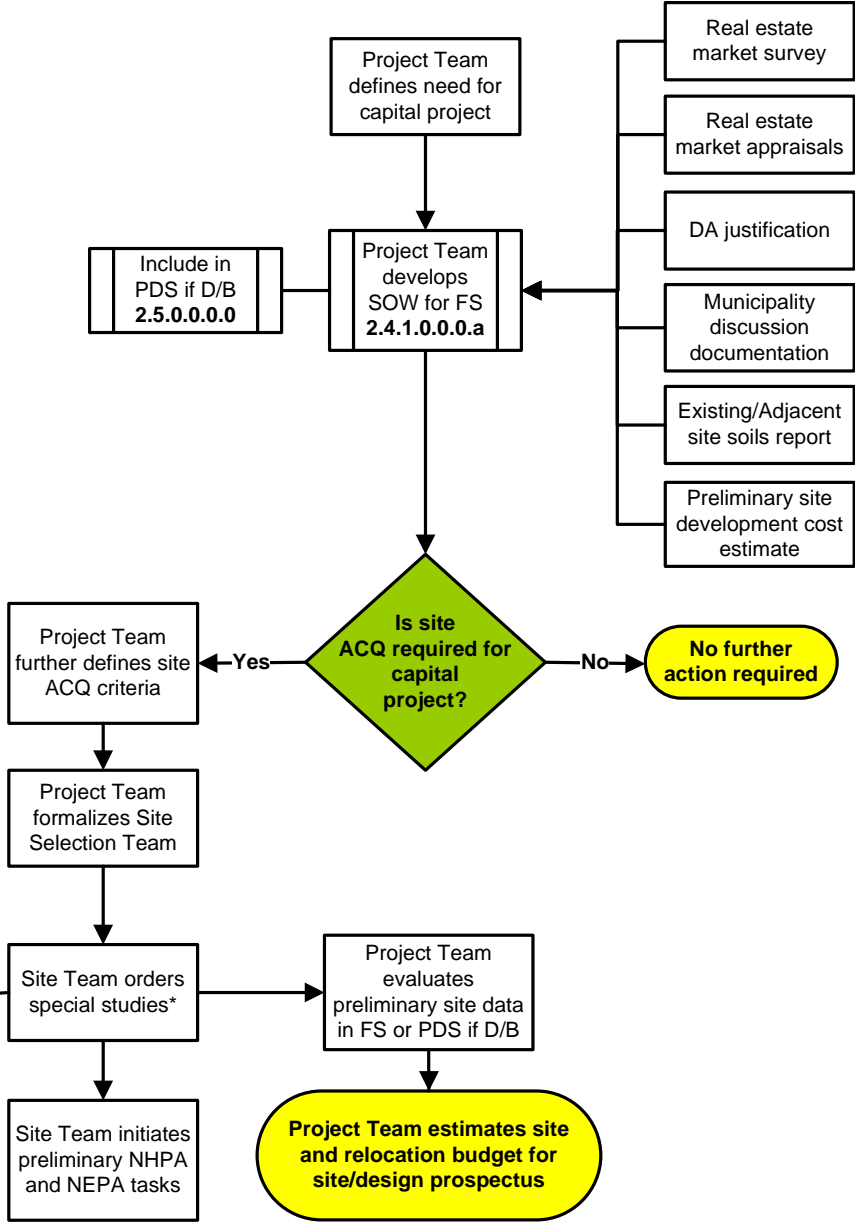 Project Team
defines need for
capital project
Real estate
market survey
Real estate
market appraisals
DA justification
Municipality
discussion
documentation
Existing/Adjacent
site soils report
Preliminary site
development cost
estimate
Include in
PDS if D/B
2.5.0.0.0.0
Project Team
develops
SOW for FS
2.4.1.0.0.0.a
Is site
ACQ required for
capital
project?
Yes
No
No further
action required
Project Team
further defines site
ACQ criteria
Project Team
formalizes Site
Selection Team
Site Team orders
special studies*
Project Team
evaluates
preliminary site data
in FS or PDS if D/B
Site Team initiates
preliminary NHPA
and NEPA tasks
Project Team estimates site
and relocation budget for
site/design prospectus